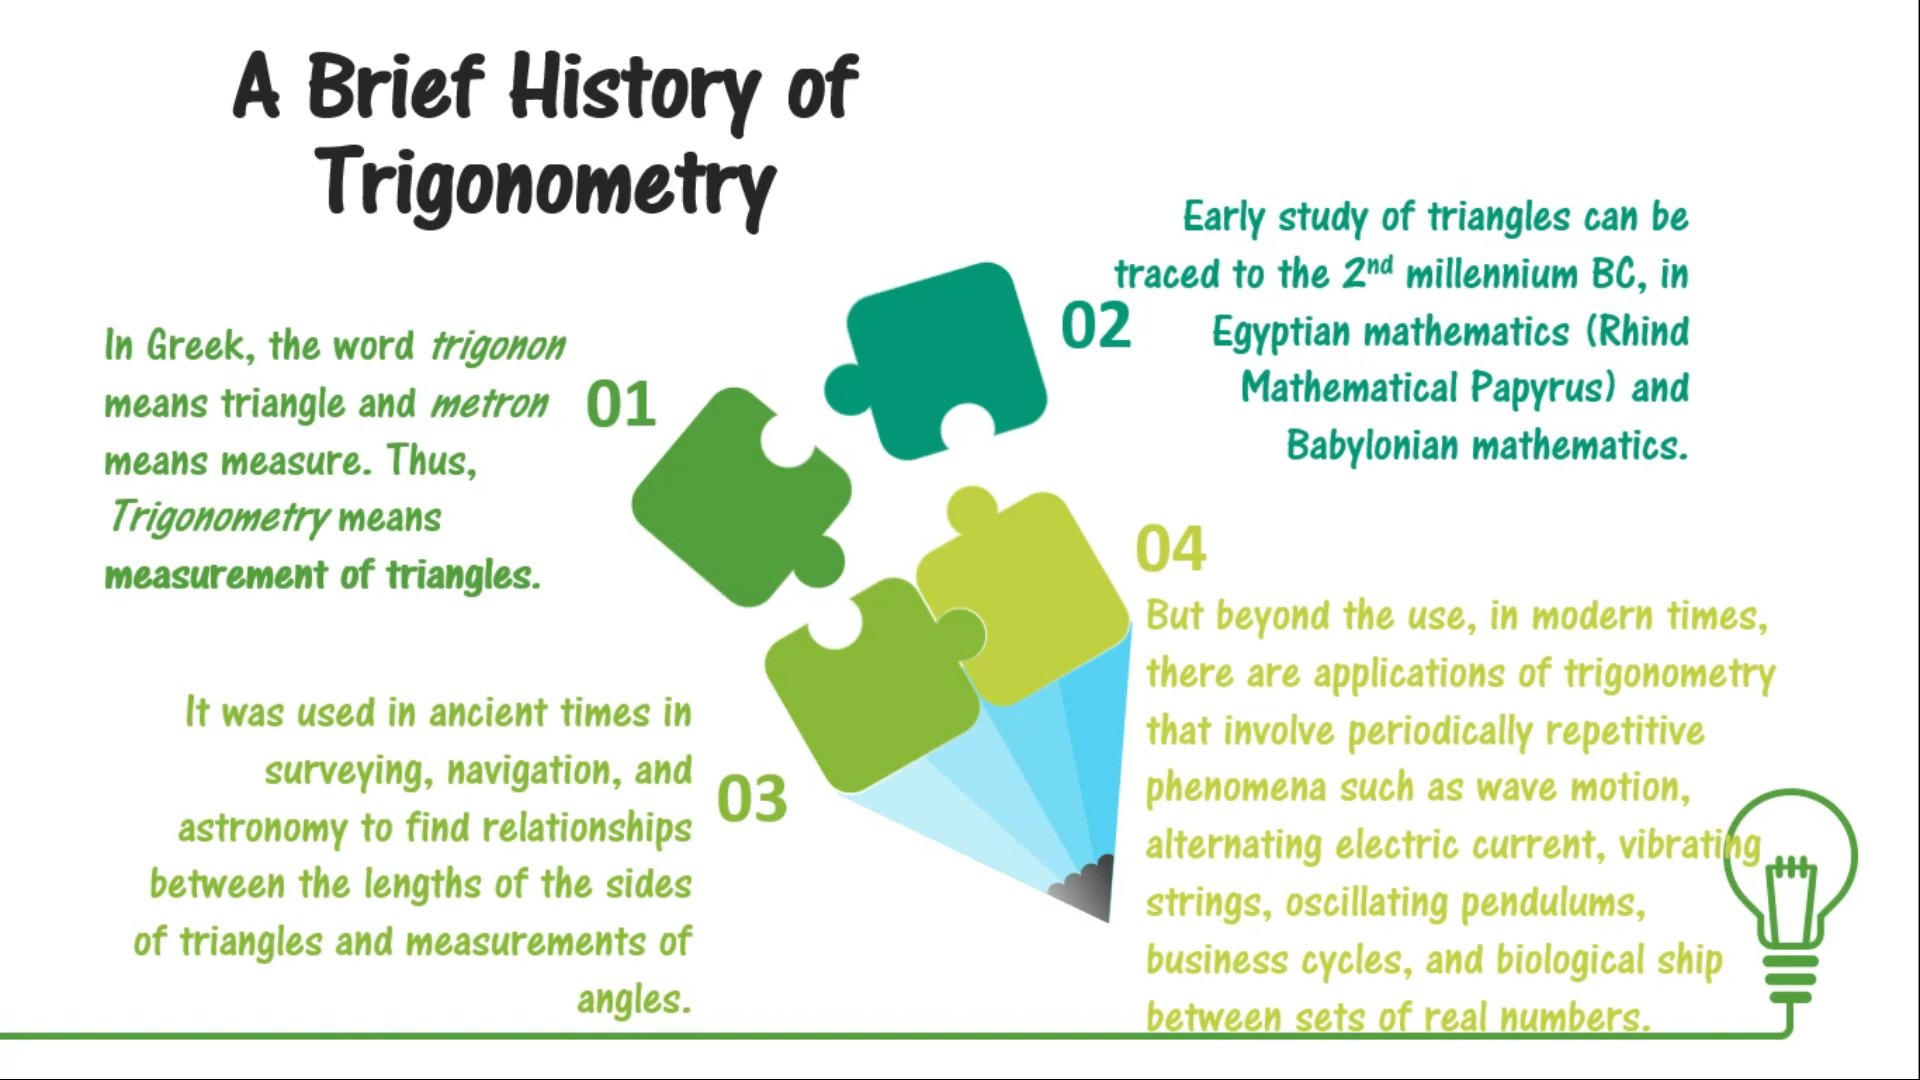 A Brief History of
Trigonometry
In Greek, the word trigonon
means triangle and metron
means measure. Thus,
Trigonometry means
measurement of triangles.
01
Early study of triangles can be
traced to the 2nd millennium BC, in
Egyptian mathematics (Rhind
Mathematical Papyrus) and
Babylonian mathematics.
02
It was used in ancient times in
surveying, navigation, and
astronomy to find relationships
between the lengths of the sides
of triangles and measurements of
angles.
03
04
But beyond the use, in modern times,
there are applications of trigonometry
that involve periodically repetitive
phenomena such as wave motion,
alternating electric current, vibrating
strings, oscillating pendulums,
business cycles, and biological ship
between sets of real numbers.